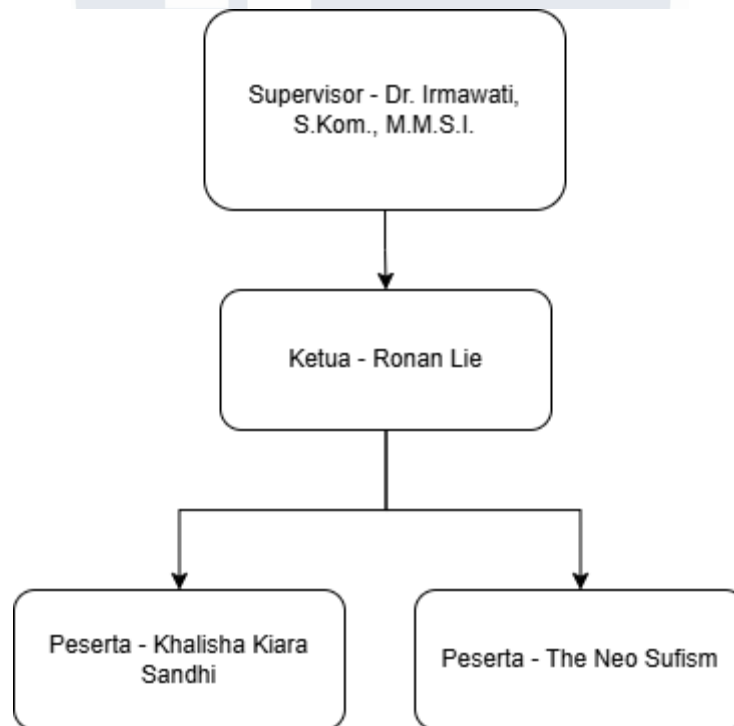 Supervisor - Dr. Irmawati,
S.Kom., M.M.S.I.
Ketua - Ronan Lie
Peserta - Khalisha Kiara
Sandhi
Peserta - The Neo Sufism